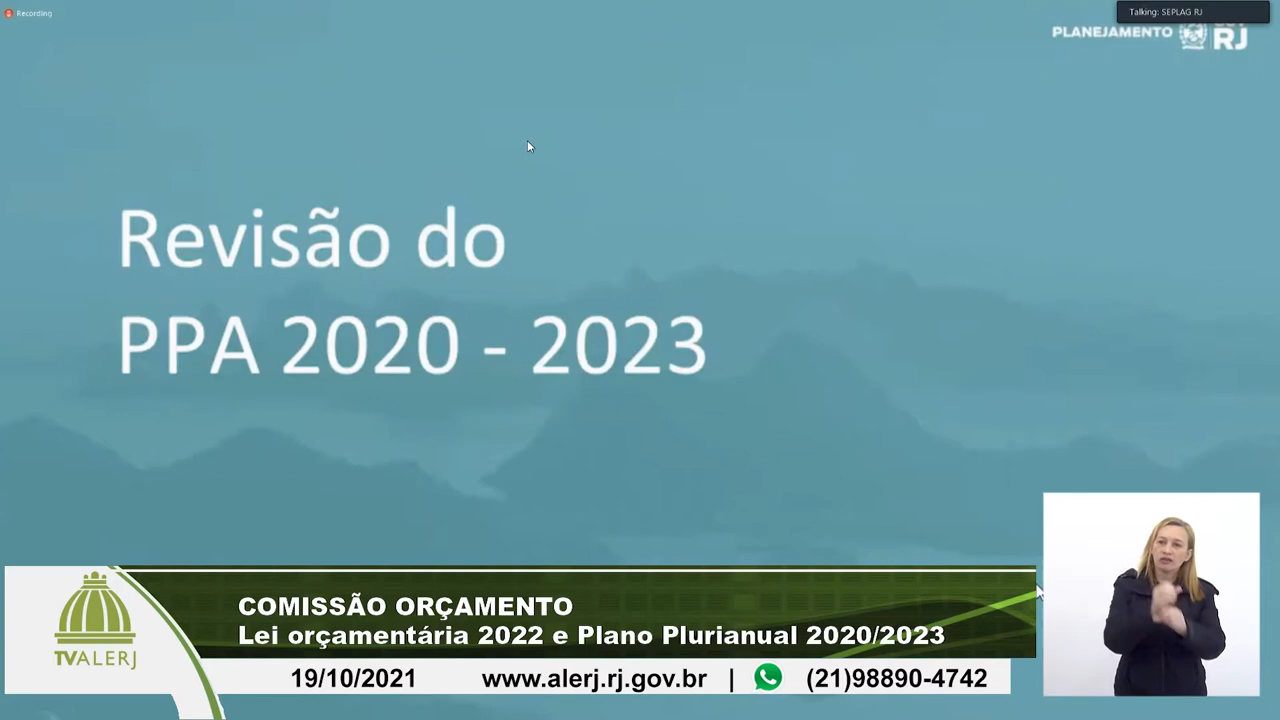 Recording
Talking: SEPLAG RJ
PLANEJAMENTO
RJ
Revisão do
PPA 2020 - 2023
COMISSÃO ORÇAMENTO
Lei orçamentária 2022 e Plano Plurianual 2020/2023
TVALERJ
19/10/2021 www.alerj.rj.gov.br | (21)98890-4742